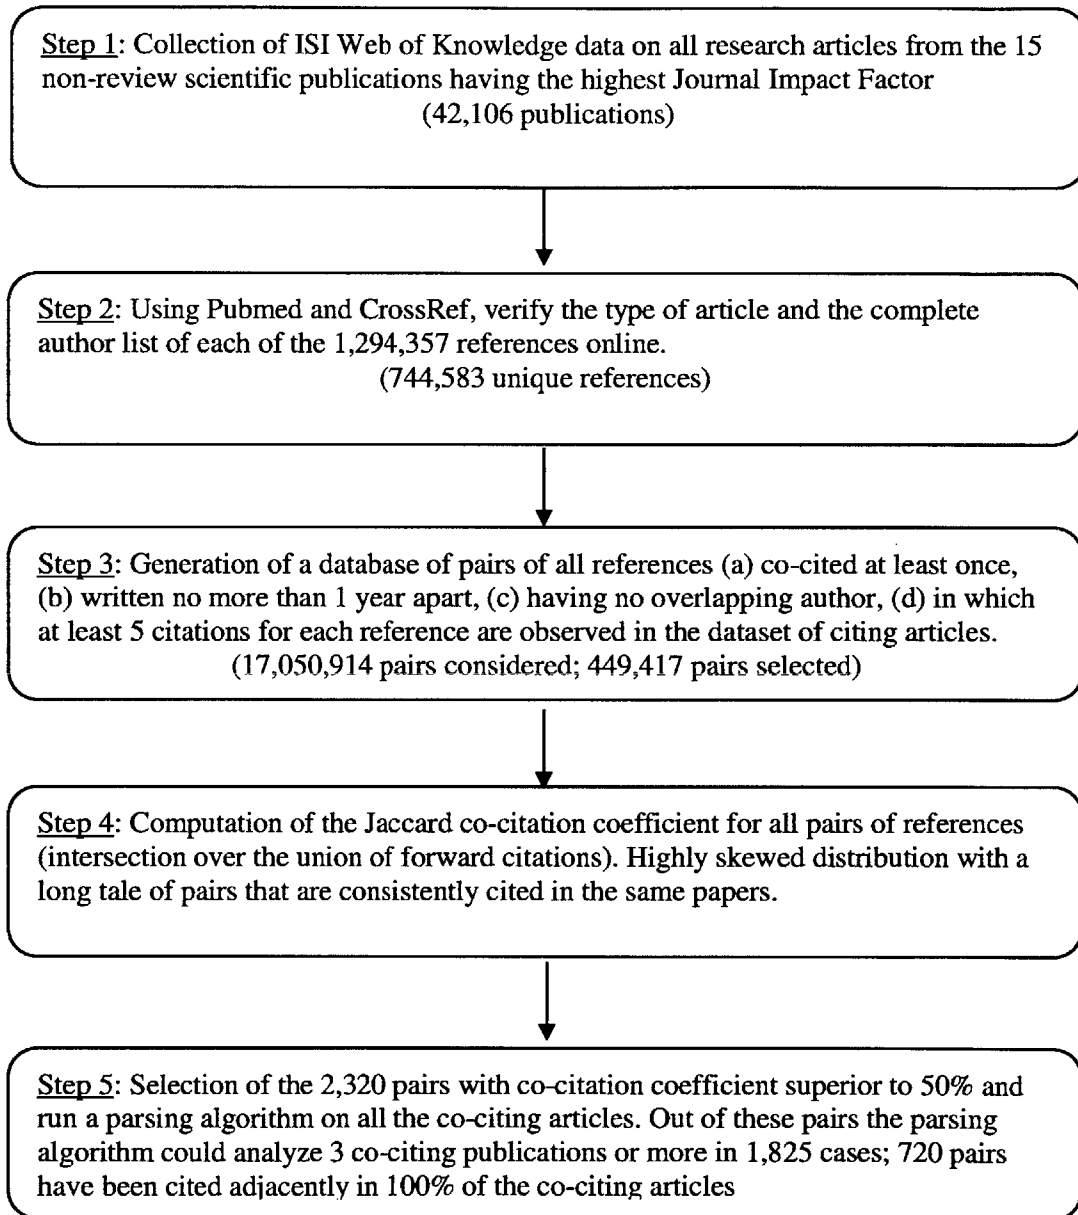 Step 1: Collection of ISI Web of Knowledge data on all research articles from the 15
non-review scientific publications having the highest Journal Impact Factor
(42,106 publications)
Step 2: Using Pubmed and CrossRef, verify the type of article and the complete
author list of each of the 1,294,357 references online.
(744,583 unique references)
Step 3: Generation of a database of pairs of all references (a) co-cited at least once,
(b) written no more than 1 year apart, (c) having no overlapping author, (d) in which
at least 5 citations for each reference are observed in the dataset of citing articles.
(17,050,914 pairs considered; 449,417 pairs selected)
Step 4: Computation of the Jaccard co-citation coefficient for all pairs of references
(intersection over the union of forward citations). Highly skewed distribution with a
long tale of pairs that are consistently cited in the same papers.
Step 5: Selection of the 2,320 pairs with co-citation coefficient superior to 50% and
run a parsing algorithm on all the co-citing articles. Out of these pairs the parsing
algorithm could analyze 3 co-citing publications or more in 1,825 cases; 720 pairs
have been cited adjacently in 100% of the co-citing articles